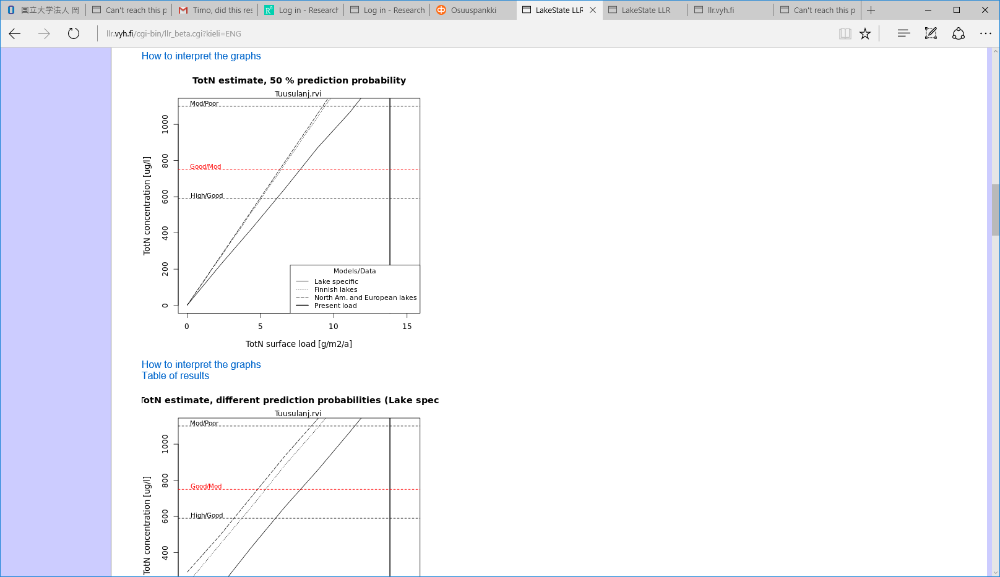 国立大学法人 岡
Can't reach this p
Timo, did this res
Log in - Research
Log in - Research
Osuuspankki
LakeState LLR
LakeState LLR
llr.vyh.fi
Can't reach this p
llr.vyh.fi/cgi-bin/llr_beta.cgi?kieli=ENG
How to interpret the graphs
TotN estimate, 50 % prediction probability
Tuusulanj.rvi
Mod/Poor
Good/Mod
High/Good
TotN concentration [ug/l]
1000
800
600
400
200
0
Models/Data
Lake specific
Finnish lakes
North Am. and European lakes
Present load
0 5 10 15
TotN surface load [g/m2/a]
How to interpret the graphs
Table of results
TotN estimate, different prediction probabilities (Lake spec
Tuusulanj.rvi
Mod/Poor
Good/Mod
High/Good
TotN concentration [ug/l]
1000
800
600
400